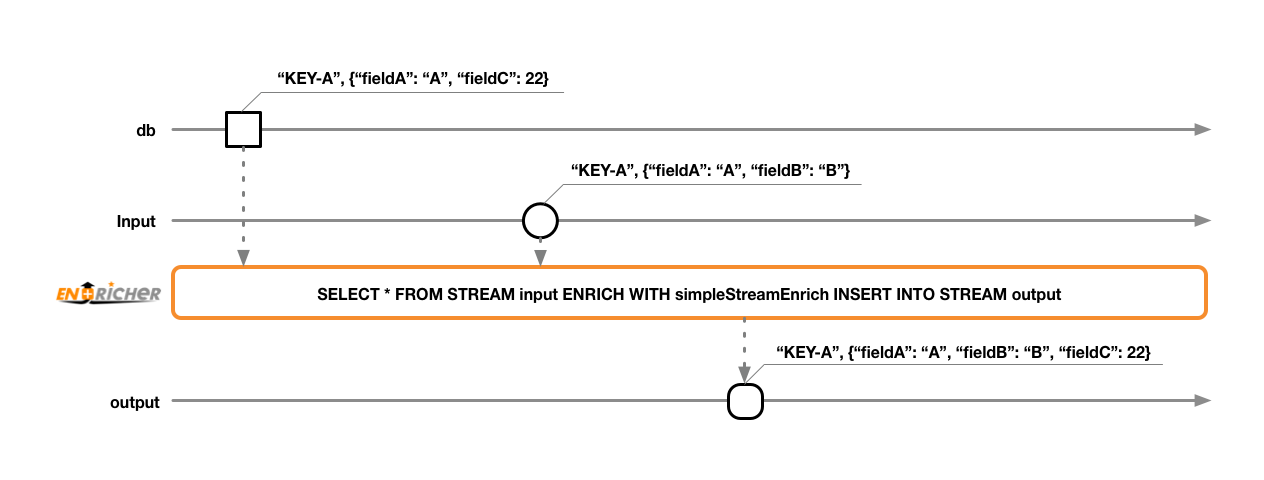 “KEY-A”, {“fieldA”: “A”, “fieldC”: 22}
db
“KEY-A”, {“fieldA”: “A”, “fieldB”: “B”}
Input
ENRICHER
SELECT * FROM STREAM input ENRICH WITH simpleStreamEnrich INSERT INTO STREAM output
“KEY-A”, {“fieldA”: “A”, “fieldB”: “B”, “fieldC”: 22}
output